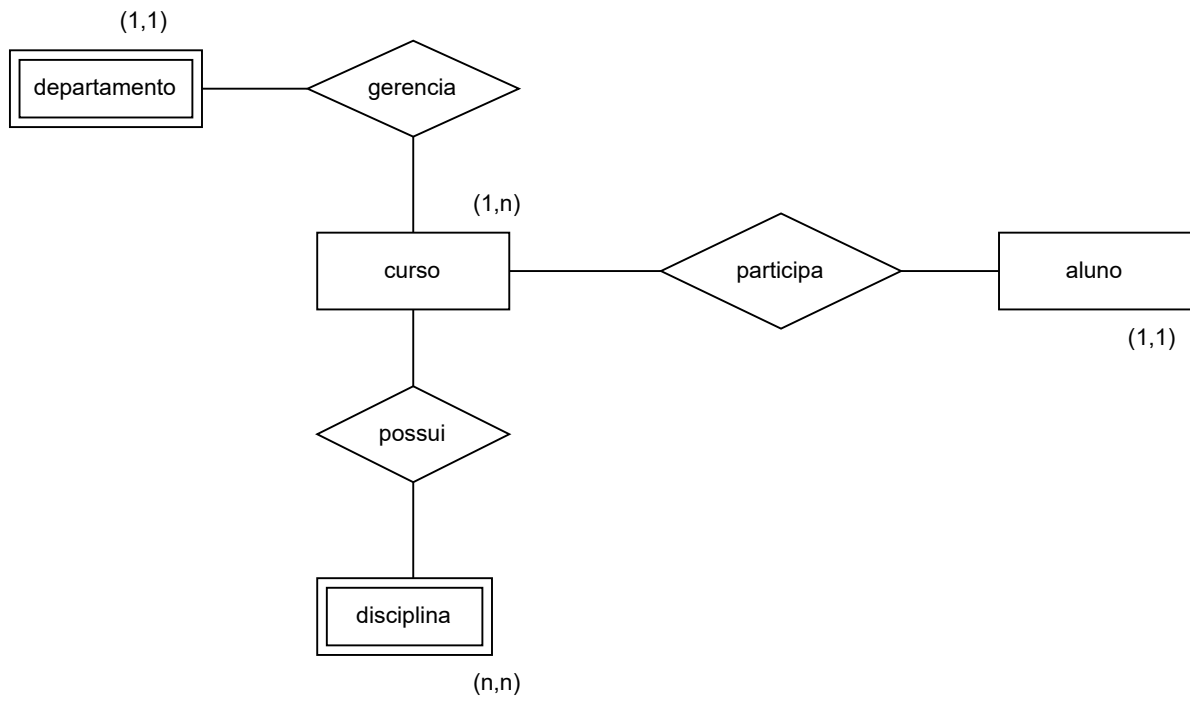 (1,1)
departamento
gerencia
(1,n)
curso
participa
aluno
(1,1)
possui
disciplina
(n,n)